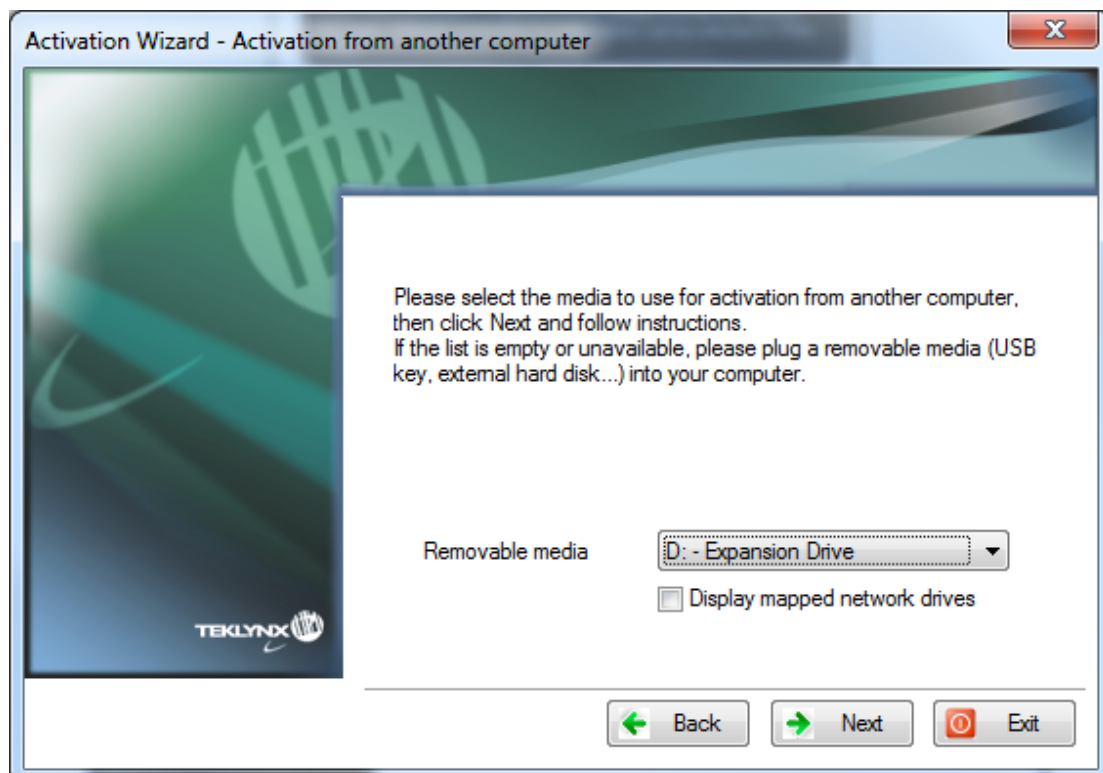 Activation Wizard - Activation from another computer
Please select the media to use for activation from another computer,
then click Next and follow instructions.
If the list is empty or unavailable, please plug a removable media (USB
key, external hard disk...) into your computer.
Removable media
D: - Expansion Drive
Display mapped network drives
TEKLYNX
Back
Next
Exit